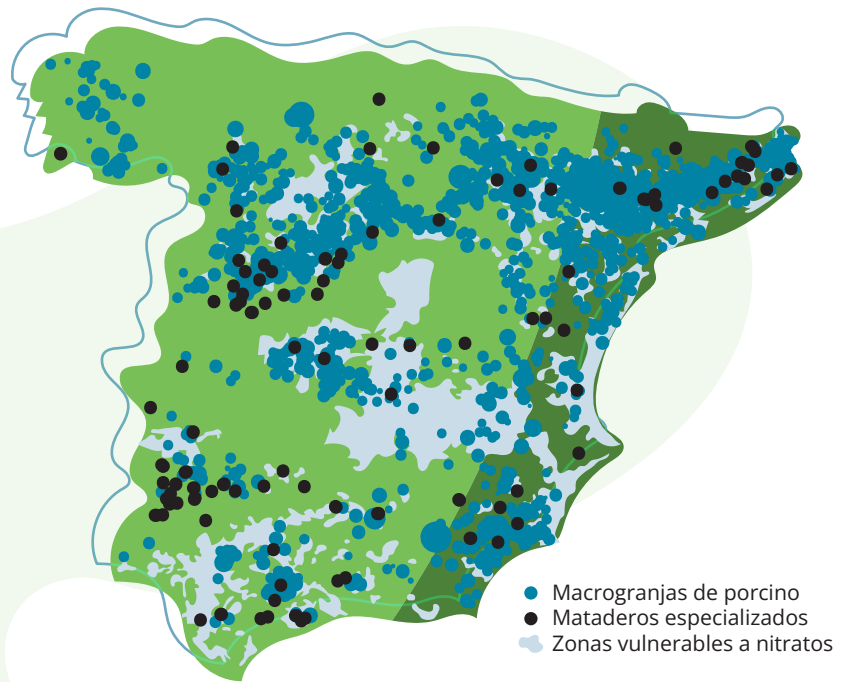 Macrogranjas de porcino
Mataderos especializados
Zonas vulnerables a nitratos